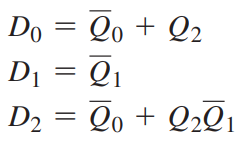 D₀ = Q̅₀ + Q₂
D₁ = Q̅₁
D₂ = Q̅₀ + Q₂Q̅₁